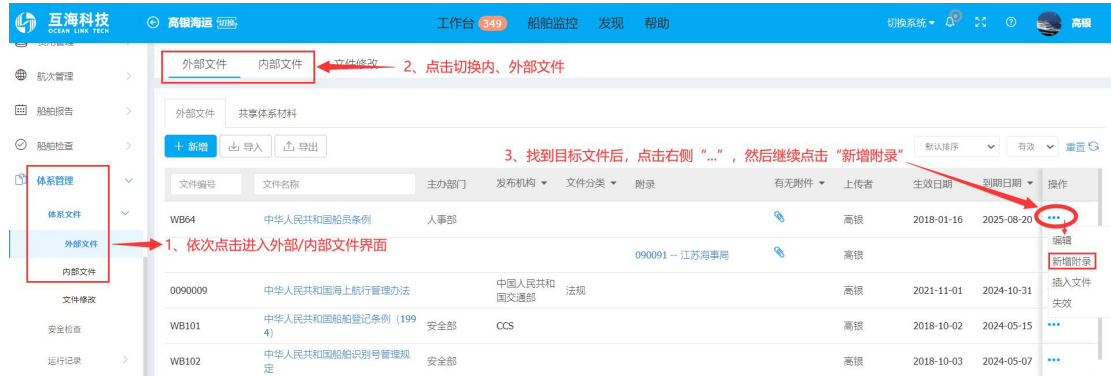 互海科技
OCEAN LINK TECH
高银海运
工作台 349 船舶监控 发现 帮助
切换系统
高银
航次管理
船舶报告
船舶检查
体系管理
体系文件
外部文件
内部文件
文件修改
安全检查
运行记录
外部文件 内部文件 文件修改
2、点击切换内、外部文件
外部文件 共享体系材料
新增 导入 导出
3、找到目标文件后，点击右侧“...”，然后继续点击“新增附录”
默认排序 有效 重置
文件编号 文件名称 主办部门 发布机构 文件分类 附录 有无附件 上传者 生效日期 到期日期 操作
WB64 中华人民共和国船员条例 人事部 高银 2018-01-16 2025-08-20 •••
1、依次点击进入外部/内部文件界面
090091 -- 江苏海事局 高银
编辑
新增附录
插入文件
失效
0090009 中华人民共和国海上航行管理办法 中国人民共和
国交通部 法规 高银 2021-11-01 2024-10-31
WB101 中华人民共和国船舶登记条例（199
4） 安全部 CCS 高银 2018-10-02 2024-05-15 •••
WB102 中华人民共和国船舶识别号管理规
定 安全部 高银 2018-10-03 2024-05-07 •••